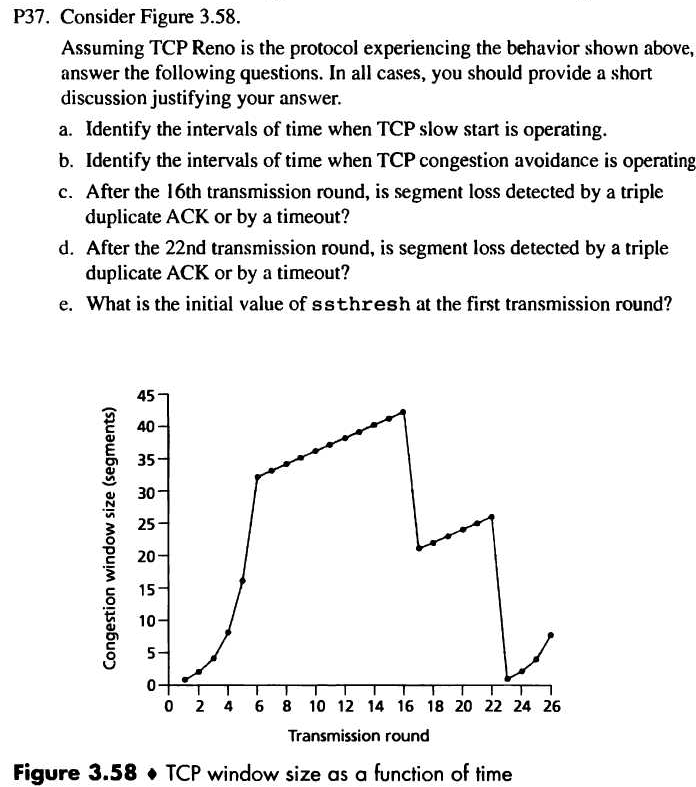 P37. Consider Figure 3.58.
Assuming TCP Reno is the protocol experiencing the behavior shown above,
answer the following questions. In all cases, you should provide a short
discussion justifying your answer.
a. Identify the intervals of time when TCP slow start is operating.
b. Identify the intervals of time when TCP congestion avoidance is operating
c. After the 16th transmission round, is segment loss detected by a triple
duplicate ACK or by a timeout?
d. After the 22nd transmission round, is segment loss detected by a triple
duplicate ACK or by a timeout?
e. What is the initial value of ssthresh at the first transmission round?
Congestion window size (segments)
45
40
35
30
25
20
15
10
5
0
0 2 4 6 8 10 12 14 16 18 20 22 24 26
Transmission round
Figure 3.58 ♦ TCP window size as a function of time